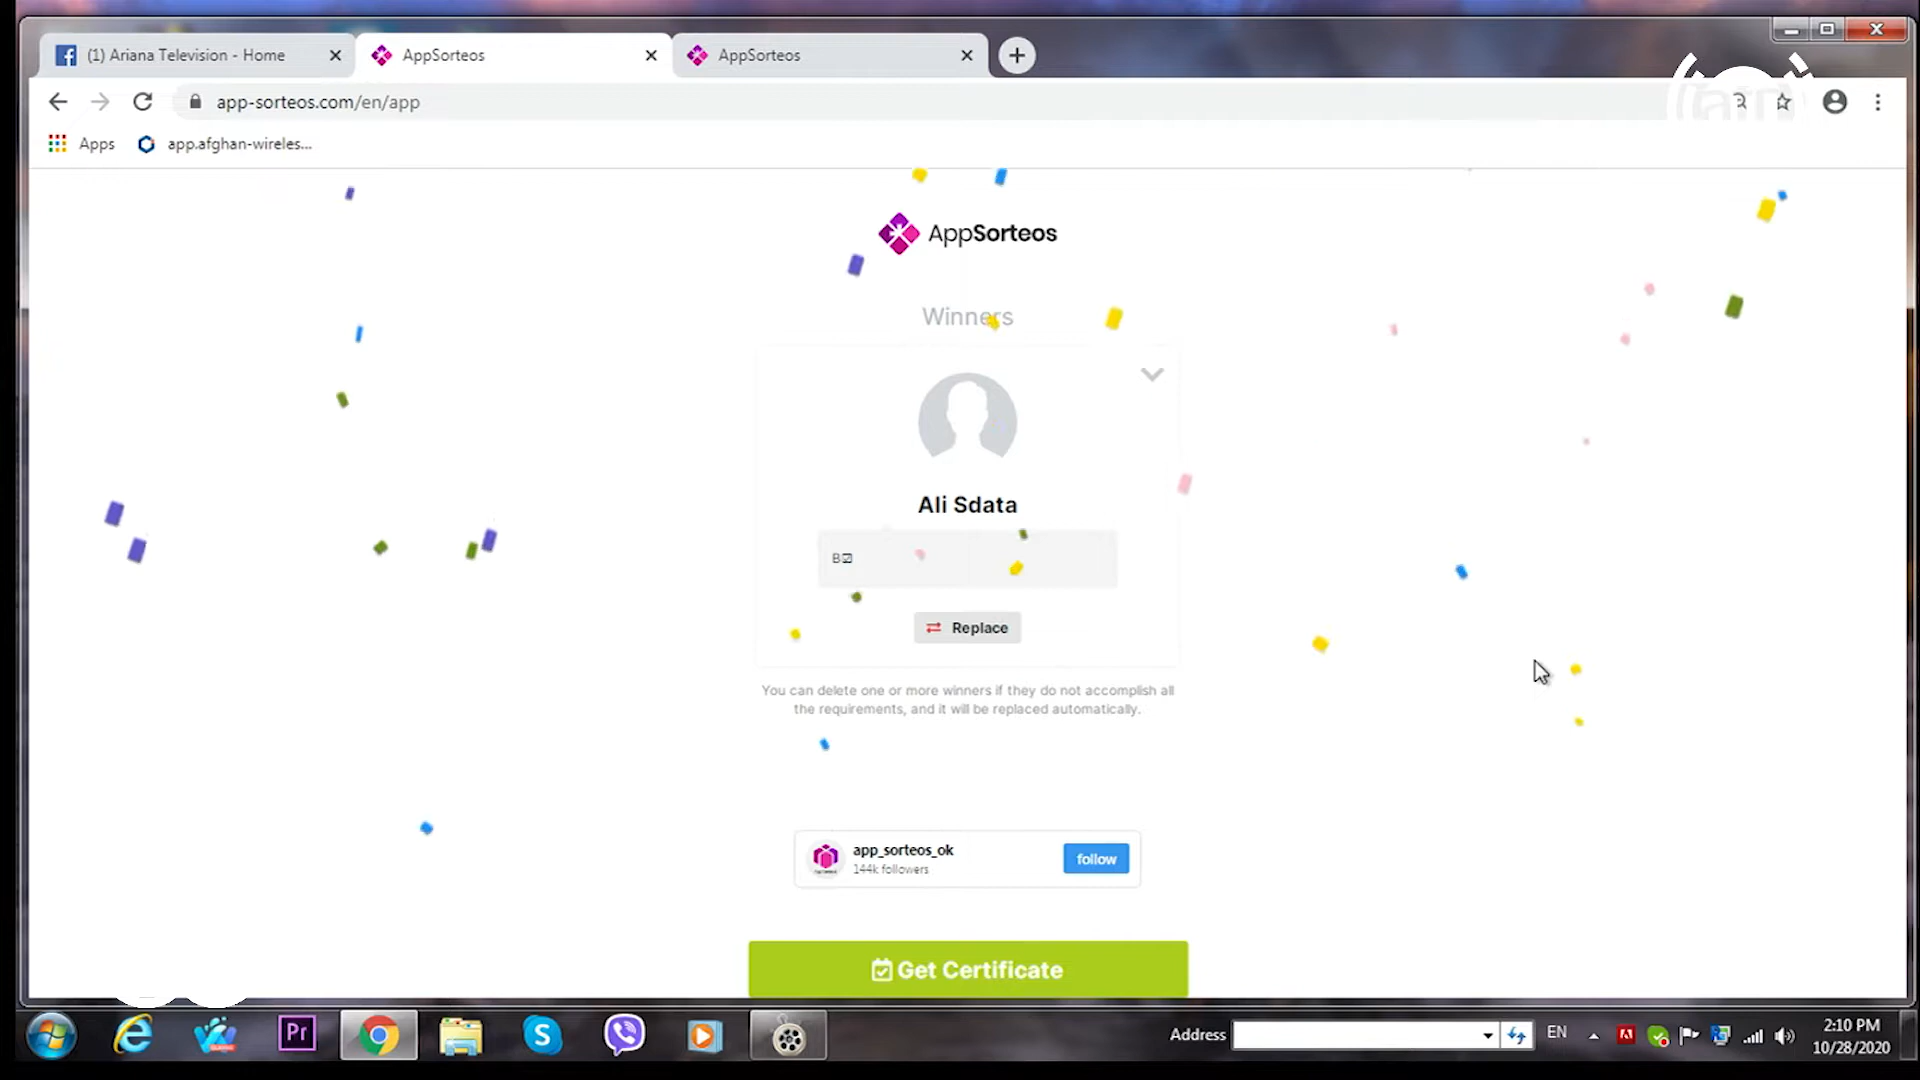 (1) Ariana Television - Home
AppSorteos
AppSorteos
app-sorteos.com/en/app
Apps
app.afghan-wireles...
AppSorteos
Winners
Ali Sdata
B☑
Replace
You can delete one or more winners if they do not accomplish all
the requirements, and it will be replaced automatically.
app_sorteos_ok
144k followers
follow
Get Certificate
Pr
Address
EN
2:10 PM
10/28/2020